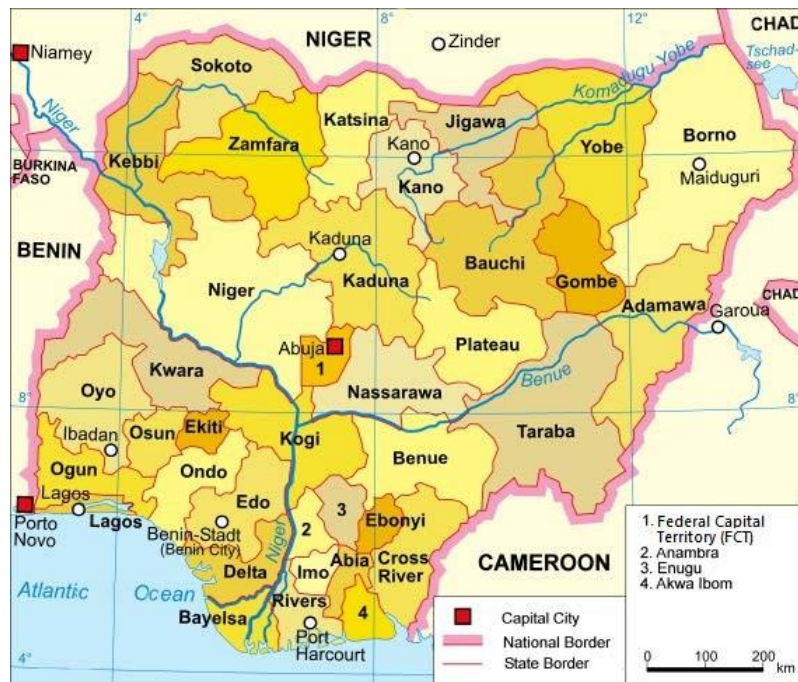 4°
8°
12°
NIGER
CHAD
Niamey
Zinder
Sokoto
Komadugu Yobe
Tschad-
see
Katsina
Jigawa
Niger
Zamfara
Kano
Yobe
Borno
Kebbi
BURKINA
FASO
Kano
Maiduguri
BENIN
Kaduna
Bauchi
Gombe
Niger
Kaduna
Adamawa
CHAD
Garoua
Abuja
1
Plateau
Kwara
Nassarawa
Benue
Oyo
8°
8°
Ekiti
Osun
Kogi
Taraba
Ibadan
Benue
Ogun
Ondo
Edo
3
Lagos
Lagos
Ebonyi
Porto
Novo
Benin-Stadt
(Benin City)
Niger
2
Abia
Cross
River
CAMEROON
Imo
Delta
Atlantic
Ocean
Rivers
4
Bayelsa
Port
Harcourt
4°
4°
1. Federal Capital
Territory (FCT)
2. Anambra
3. Enugu
4. Akwa Ibom
Capital City
National Border
State Border
0
100
200
km